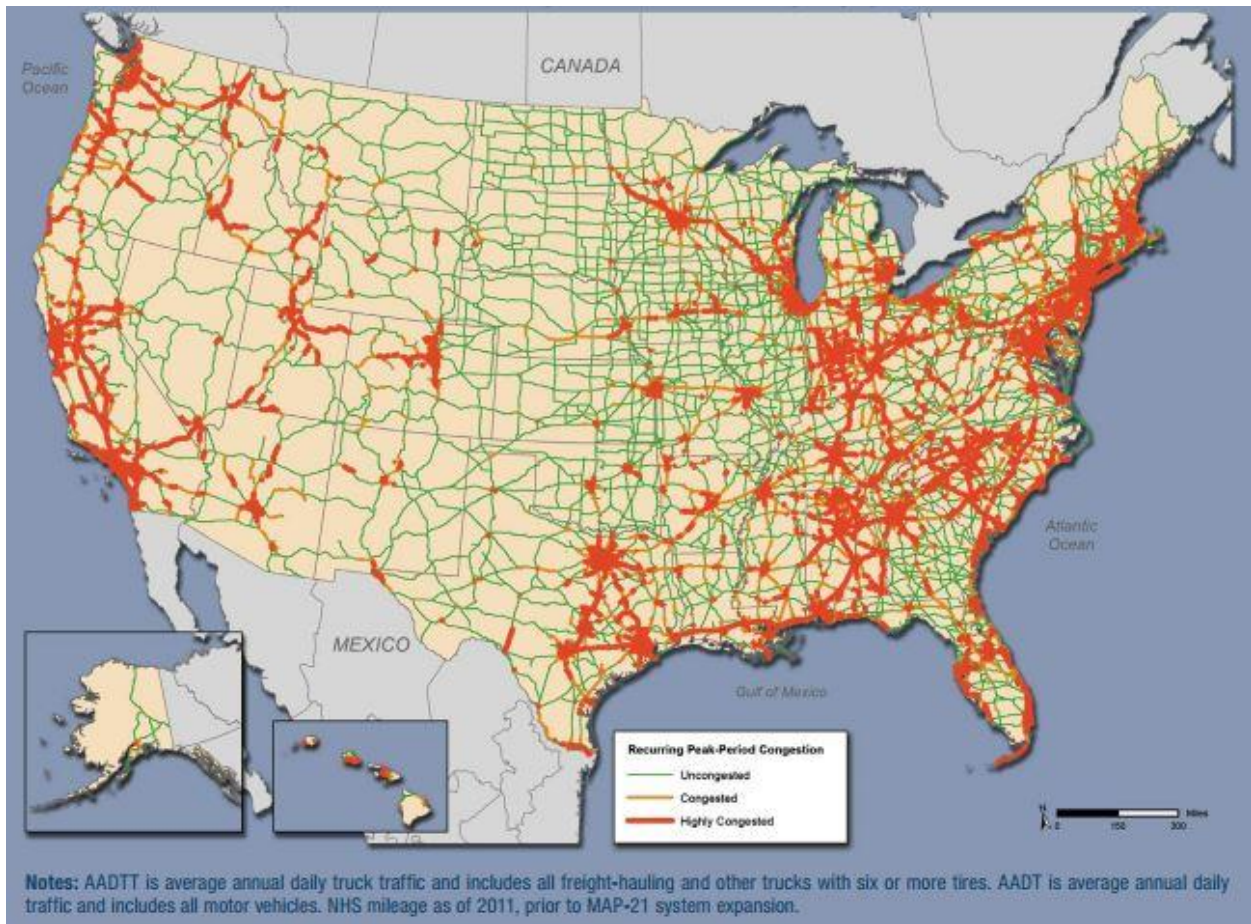 Pacific
Ocean
CANADA
Atlantic
Ocean
MEXICO
Gulf of Mexico
Recurring Peak-Period Congestion
Uncongested
Congested
Highly Congested
N
Miles
0 150 300
Notes: AADTT is average annual daily truck traffic and includes all freight-hauling and other trucks with six or more tires. AADT is average annual daily
traffic and includes all motor vehicles. NHS mileage as of 2011, prior to MAP-21 system expansion.